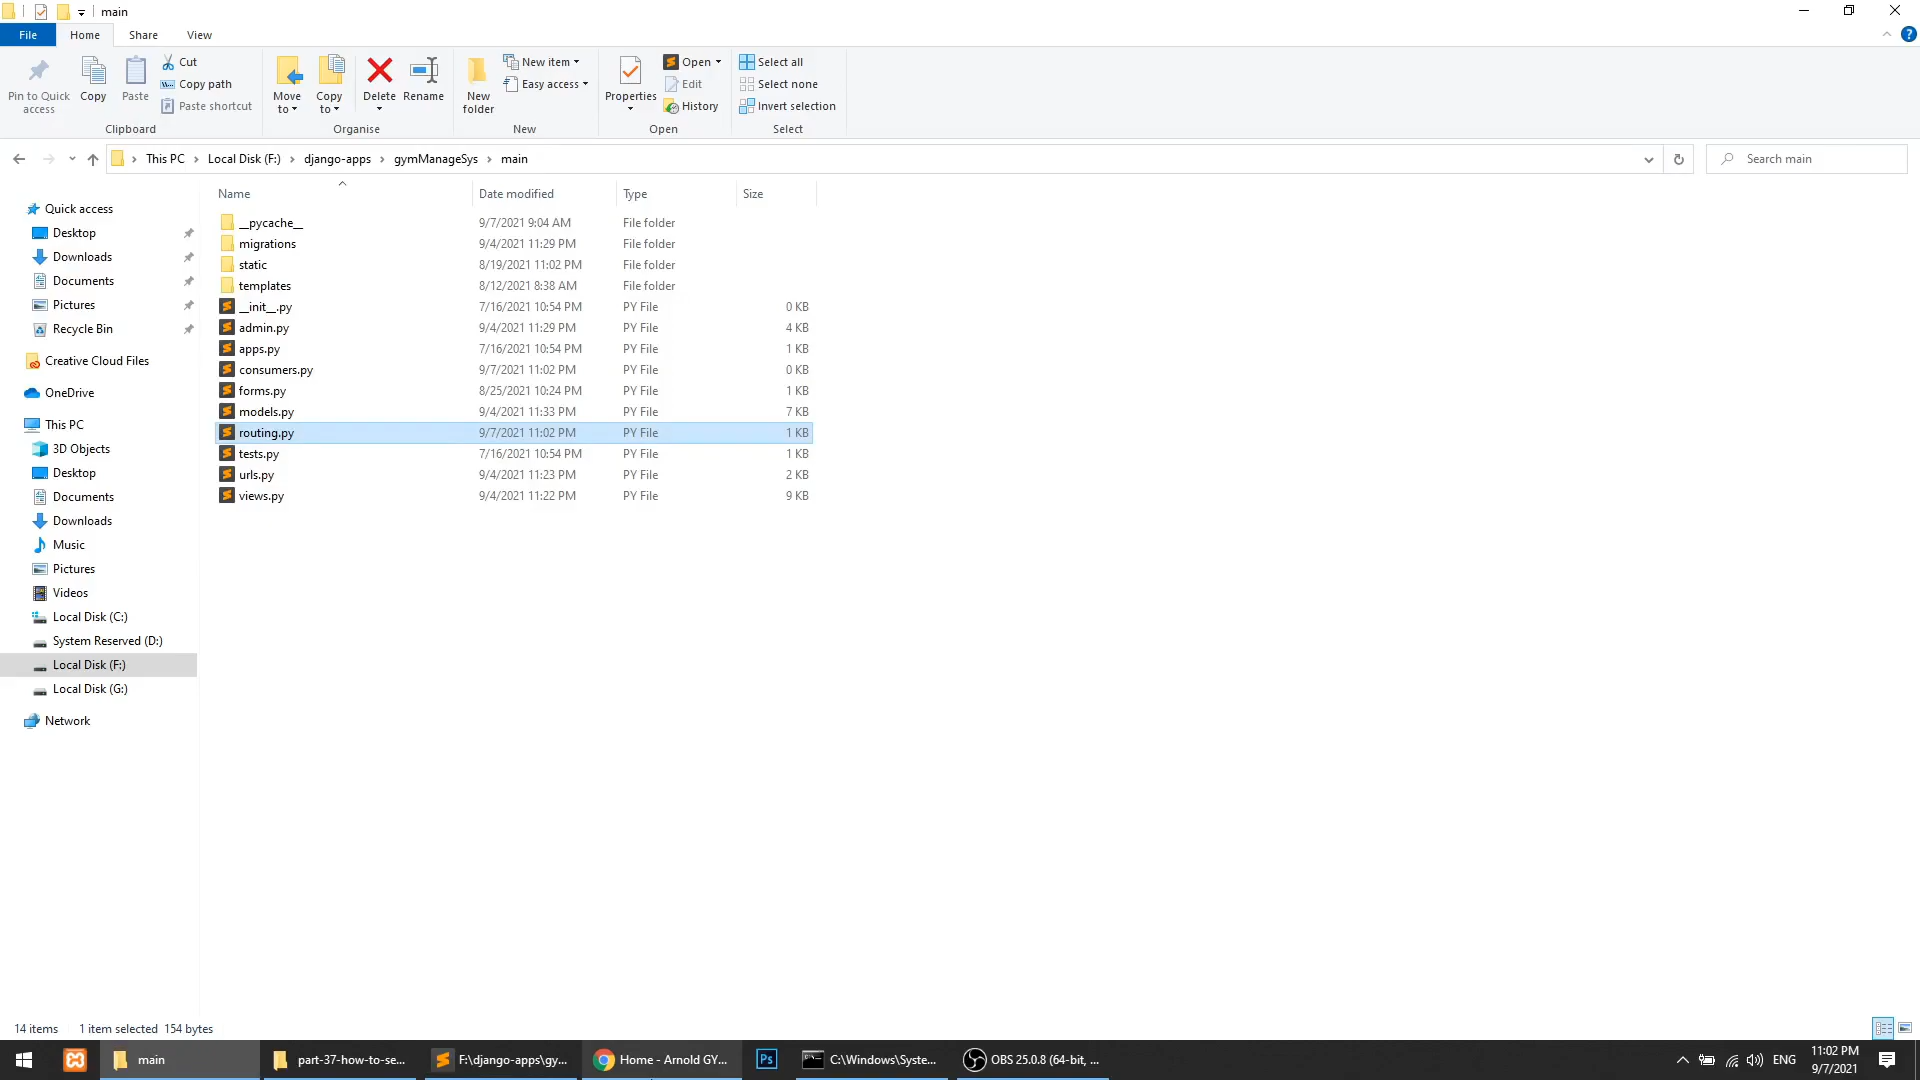 main
File
Home
Share
View
?
Pin to Quick
access
Copy
Paste
Cut
Copy path
Paste shortcut
Clipboard
Move
to
Copy
to
Delete
Rename
Organise
New
folder
New item
Easy access
New
Properties
Open
Edit
History
Open
Select all
Select none
Invert selection
Select
This PC
Local Disk (F:)
django-apps
gymManageSys
main
Search main
Name
Date modified
Type
Size
__pycache__ 9/7/2021 9:04 AM File folder
migrations 9/4/2021 11:29 PM File folder
static 8/19/2021 11:02 PM File folder
templates 8/12/2021 8:38 AM File folder
__init__.py 7/16/2021 10:54 PM PY File 0 KB
admin.py 9/4/2021 11:29 PM PY File 4 KB
apps.py 7/16/2021 10:54 PM PY File 1 KB
consumers.py 9/7/2021 11:02 PM PY File 0 KB
forms.py 8/25/2021 10:24 PM PY File 1 KB
models.py 9/4/2021 11:33 PM PY File 7 KB
routing.py 9/7/2021 11:02 PM PY File 1 KB
tests.py 7/16/2021 10:54 PM PY File 1 KB
urls.py 9/4/2021 11:23 PM PY File 2 KB
views.py 9/4/2021 11:22 PM PY File 9 KB
Quick access
Desktop
Downloads
Documents
Pictures
Recycle Bin
Creative Cloud Files
OneDrive
This PC
3D Objects
Desktop
Documents
Downloads
Music
Pictures
Videos
Local Disk (C:)
System Reserved (D:)
Local Disk (F:)
Local Disk (G:)
Network
14 items
1 item selected 154 bytes
main
part-37-how-to-se...
F:\django-apps\gy...
Home - Arnold GY...
Ps
C:\Windows\Syste...
OBS 25.0.8 (64-bit, ...
ENG
11:02 PM
9/7/2021